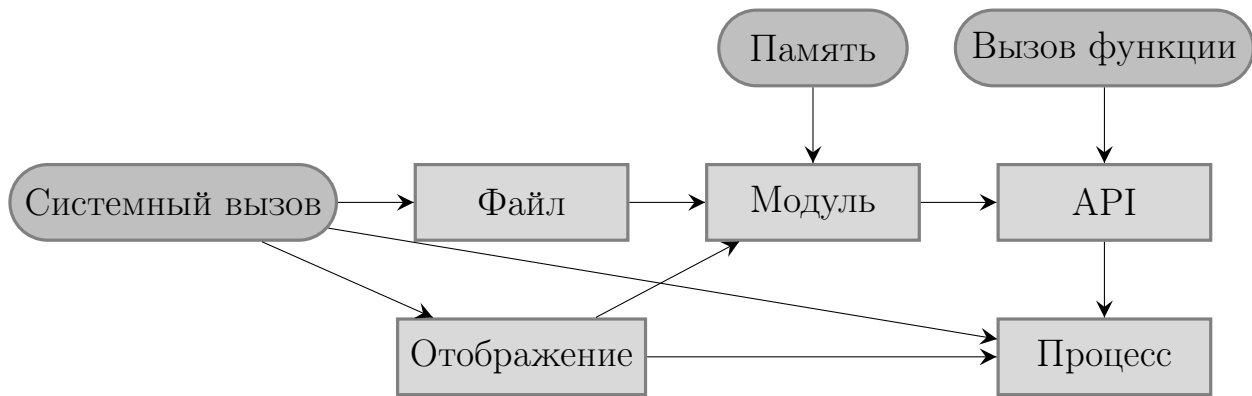 Память
Вызов функции
Системный вызов
Файл
Модуль
API
Отображение
Процесс